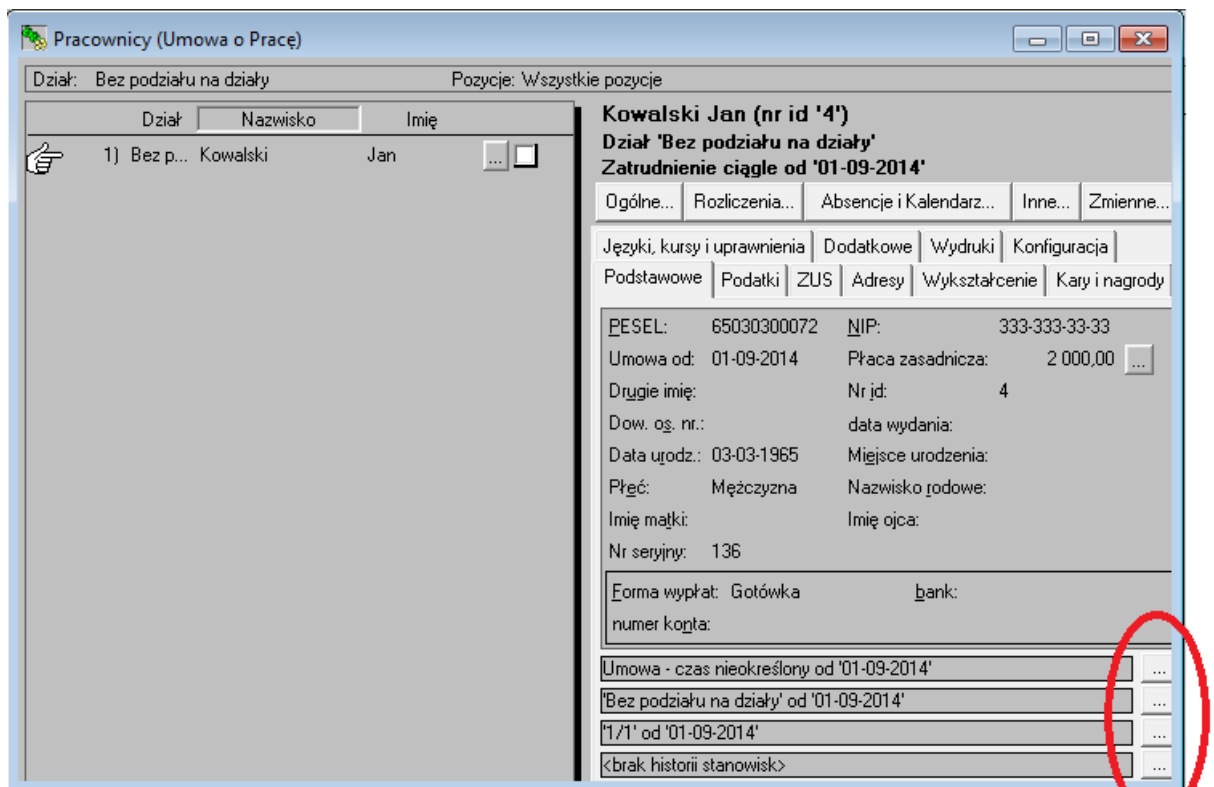 Pracownicy (Umowa o Pracę)
Dział: Bez podziału na działy Pozycje: Wszystkie pozycje
Dział Nazwisko Imię
1) Bez p... Kowalski Jan ...
Kowalski Jan (nr id '4')
Dział 'Bez podziału na działy'
Zatrudnienie ciągle od '01-09-2014'
Ogólne... Rozliczenia... Absencje i Kalendarz... Inne... Zmienne...
Języki, kursy i uprawnienia Dodatkowe Wydruki Konfiguracja
Podstawowe Podatki ZUS Adresy Wykształcenie Kary i nagrody
PESEL: 65030300072 NIP: 333-333-33-33
Umowa od: 01-09-2014 Płaca zasadnicza: 2 000,00 ...
Drugie imię: Nr id: 4
Dow. os. nr.: data wydania:
Data urodz.: 03-03-1965 Miejsce urodzenia:
Płeć: Mężczyzna Nazwisko rodowe:
Imię matki: Imię ojca:
Nr seryjny: 136
Forma wypłat: Gotówka bank:
numer konta:
Umowa - czas nieokreślony od '01-09-2014' ...
'Bez podziału na działy' od '01-09-2014' ...
'1/1' od '01-09-2014' ...
<brak historii stanowisk> ...